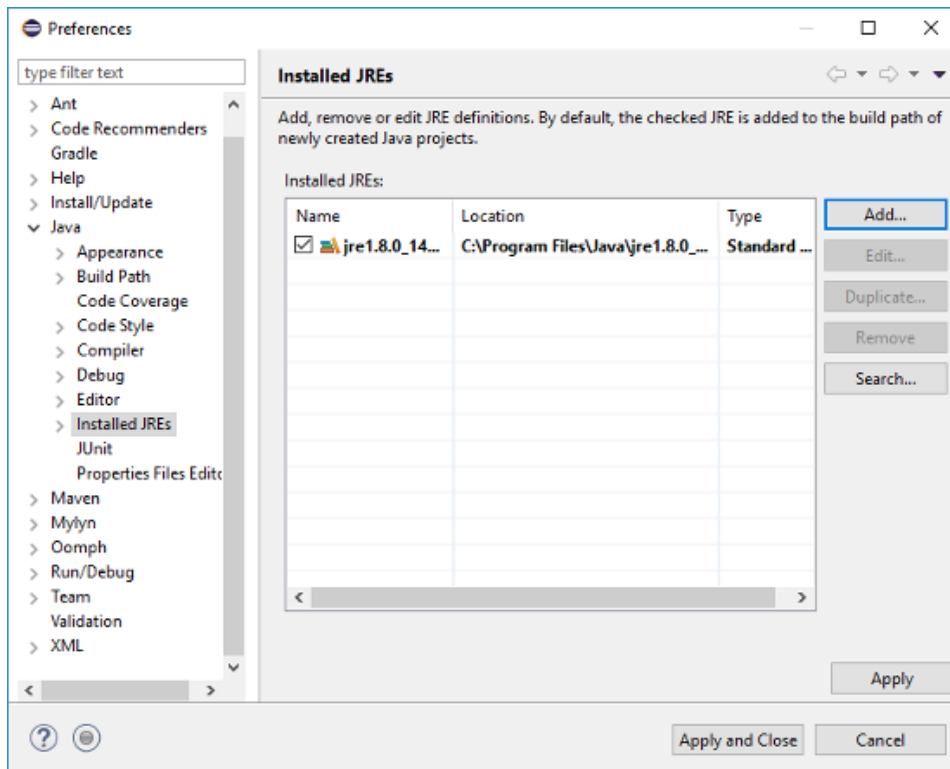 Preferences
type filter text
Ant
Code Recommenders
Gradle
Help
Install/Update
Java
Appearance
Build Path
Code Coverage
Code Style
Compiler
Debug
Editor
Installed JREs
JUnit
Properties Files Edito
Maven
Mylyn
Oomph
Run/Debug
Team
Validation
XML
Installed JREs
Add, remove or edit JRE definitions. By default, the checked JRE is added to the build path of
newly created Java projects.
Installed JREs:
Name Location Type
jre1.8.0_14... C:\Program Files\Java\jre1.8.0_... Standard ...
Add...
Edit...
Duplicate...
Remove
Search...
Apply
Apply and Close Cancel